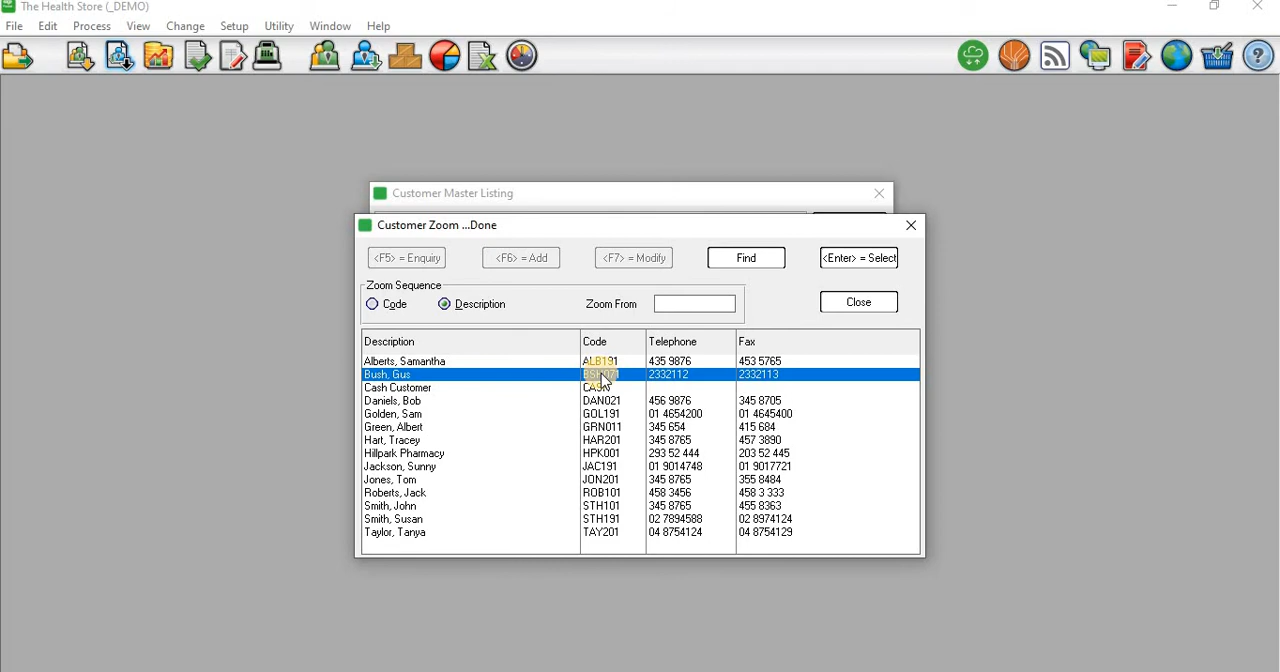 The Health Store (_DEMO)
File Edit Process View Change Setup Utility Window Help
Customer Master Listing
Customer Zoom ...Done
<F5> = Enquiry <F6> = Add <F7> = Modify Find <Enter> = Select
Zoom Sequence
Code Description Zoom From Close
Description Code Telephone Fax
Alberts, Samantha ALB191 435 9876 453 5765
Bush, Gus BSH071 2332112 2332113
Cash Customer CASH
Daniels, Bob DAN021 456 9876 345 8705
Golden, Sam GOL191 01 4654200 01 4645400
Green, Albert GRN011 345 654 415 684
Hart, Tracey HAR201 345 8765 457 3890
Hillpark Pharmacy HPK001 293 52 444 203 52 445
Jackson, Sunny JAC191 01 9014748 01 9017721
Jones, Tom JON201 345 8765 355 8484
Roberts, Jack ROB101 458 3456 458 3 333
Smith, John STH101 345 8765 455 8363
Smith, Susan STH191 02 7894588 02 8974124
Taylor, Tanya TAY201 04 8754124 04 8754129